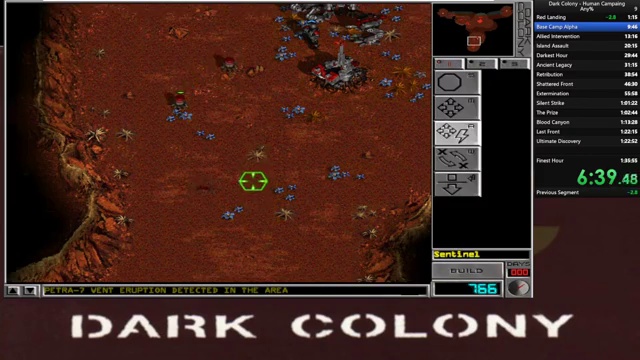 Dark Colony - Human Campaing
Any% 9
Red Landing -2.8 1:15
Base Camp Alpha 9:46
Allied Intervention 13:16
Island Assault 20:15
Darkest Hour 29:44
Ancient Legacy 31:15
Retribution 38:54
Shattered Front 46:30
Extermination 55:58
Silent Strike 1:01:22
The Prize 1:02:44
Blood Canyon 1:13:28
Last Front 1:22:15
Ultimate Discovery 1:22:52
Finest Hour 1:35:55
6:39.48
Previous Segment -2.8
Sentinel
BUILD
DAYS
000
766
PETRA-7 VENT ERUPTION DETECTED IN THE AREA
DARK COLONY